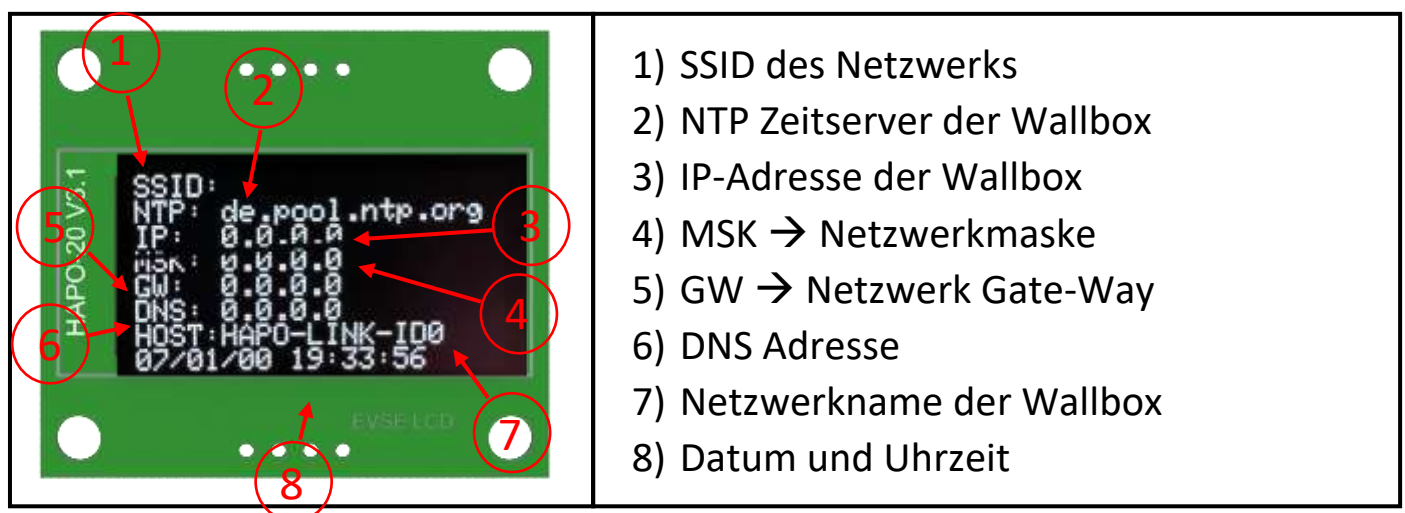 1
2
HAPO-20 V3.1
SSID:
NTP: de.pool.ntp.org
IP: 0.0.0.0
MSK: 0.0.0.0
GW: 0.0.0.0
DNS: 0.0.0.0
HOST:HAPO-LINK-ID0
07/01/00 19:33:56
5
3
6
4
EVSE LCD
7
8
1) SSID des Netzwerks
2) NTP Zeitserver der Wallbox
3) IP-Adresse der Wallbox
4) MSK → Netzwerkmaske
5) GW → Netzwerk Gate-Way
6) DNS Adresse
7) Netzwerkname der Wallbox
8) Datum und Uhrzeit